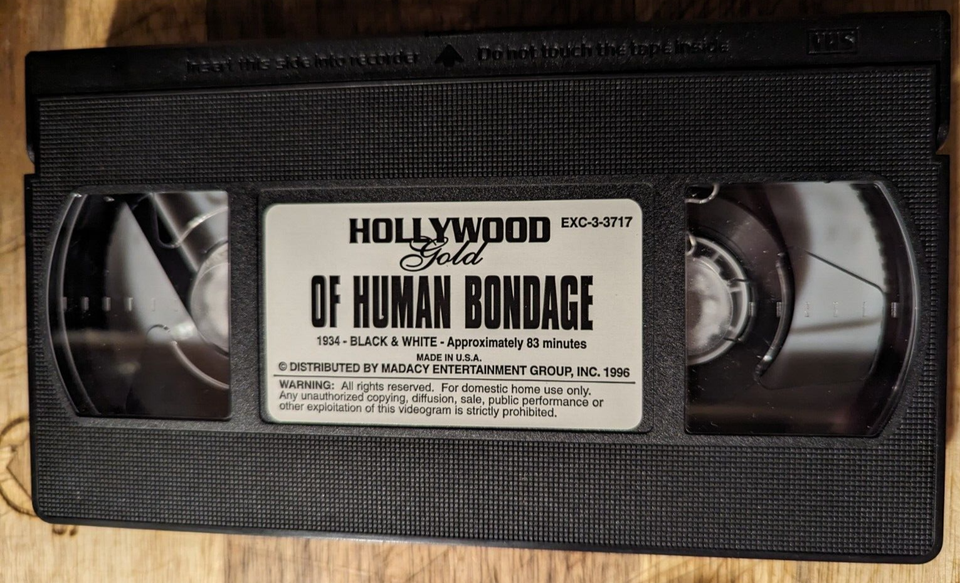 Insert this side into recorder Do not touch the tape inside VHS
HOLLYWOOD EXC-3-3717
Gold
OF HUMAN BONDAGE
1934 - BLACK & WHITE - Approximately 83 minutes
MADE IN U.S.A.
© DISTRIBUTED BY MADACY ENTERTAINMENT GROUP, INC. 1996
WARNING: All rights reserved. For domestic home use only.
Any unauthorized copying, diffusion, sale, public performance or
other exploitation of this videogram is strictly prohibited.